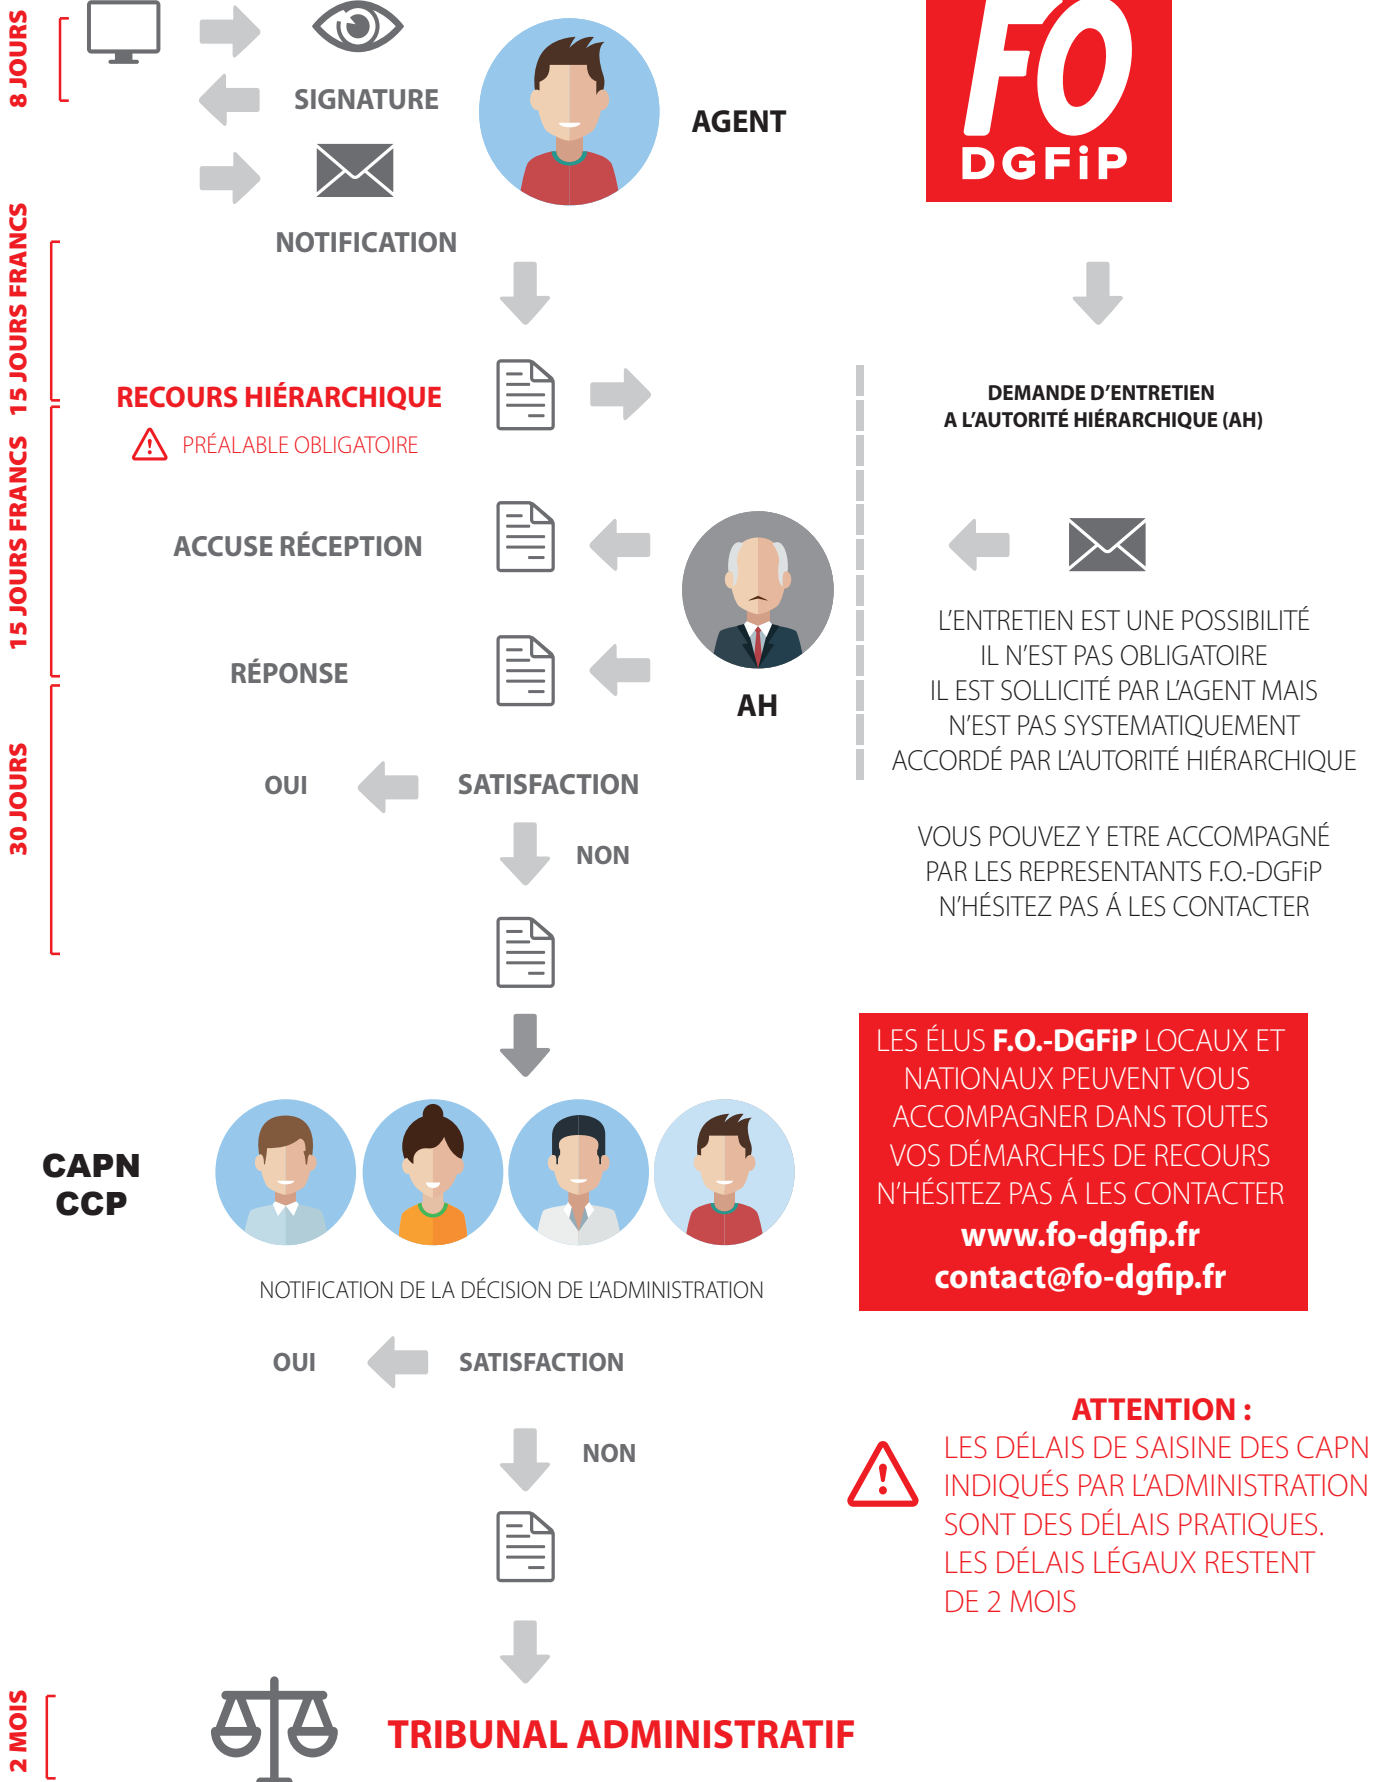 8 JOURS
SIGNATURE
AGENT
FO
DGFiP
NOTIFICATION
15 JOURS FRANCS
RECOURS HIÉRARCHIQUE
PRÉALABLE OBLIGATOIRE
DEMANDE D'ENTRETIEN
A L'AUTORITÉ HIÉRARCHIQUE (AH)
15 JOURS FRANCS
ACCUSE RÉCEPTION
RÉPONSE
AH
L'ENTRETIEN EST UNE POSSIBILITÉ
IL N'EST PAS OBLIGATOIRE
IL EST SOLLICITÉ PAR L'AGENT MAIS
N'EST PAS SYSTEMATIQUEMENT
ACCORDÉ PAR L'AUTORITÉ HIÉRARCHIQUE
30 JOURS
OUI
SATISFACTION
NON
VOUS POUVEZ Y ETRE ACCOMPAGNÉ
PAR LES REPRESENTANTS F.O.-DGFiP
N'HÉSITEZ PAS Á LES CONTACTER
LES ÉLUS F.O.-DGFiP LOCAUX ET
NATIONAUX PEUVENT VOUS
ACCOMPAGNER DANS TOUTES
VOS DÉMARCHES DE RECOURS
N'HÉSITEZ PAS Á LES CONTACTER
www.fo-dgfip.fr
contact@fo-dgfip.fr
CAPN
CCP
NOTIFICATION DE LA DÉCISION DE L'ADMINISTRATION
OUI
SATISFACTION
NON
ATTENTION :
LES DÉLAIS DE SAISINE DES CAPN
INDIQUÉS PAR L'ADMINISTRATION
SONT DES DÉLAIS PRATIQUES.
LES DÉLAIS LÉGAUX RESTENT
DE 2 MOIS
2 MOIS
TRIBUNAL ADMINISTRATIF